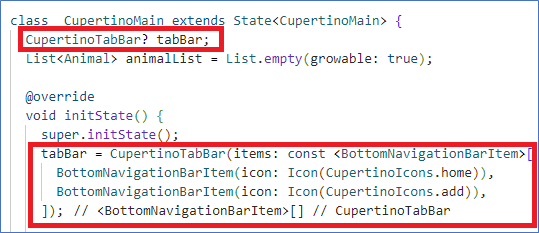 class _CupertinoMain extends State<CupertinoMain> {
CupertinoTabBar? tabBar;
List<Animal> animalList = List.empty(growable: true);
@override
void initState() {
super.initState();
tabBar = CupertinoTabBar(items: const <BottomNavigationBarItem>[
BottomNavigationBarItem(icon: Icon(CupertinoIcons.home)),
BottomNavigationBarItem(icon: Icon(CupertinoIcons.add)),
]); // <BottomNavigationBarItem>[] // CupertinoTabBar